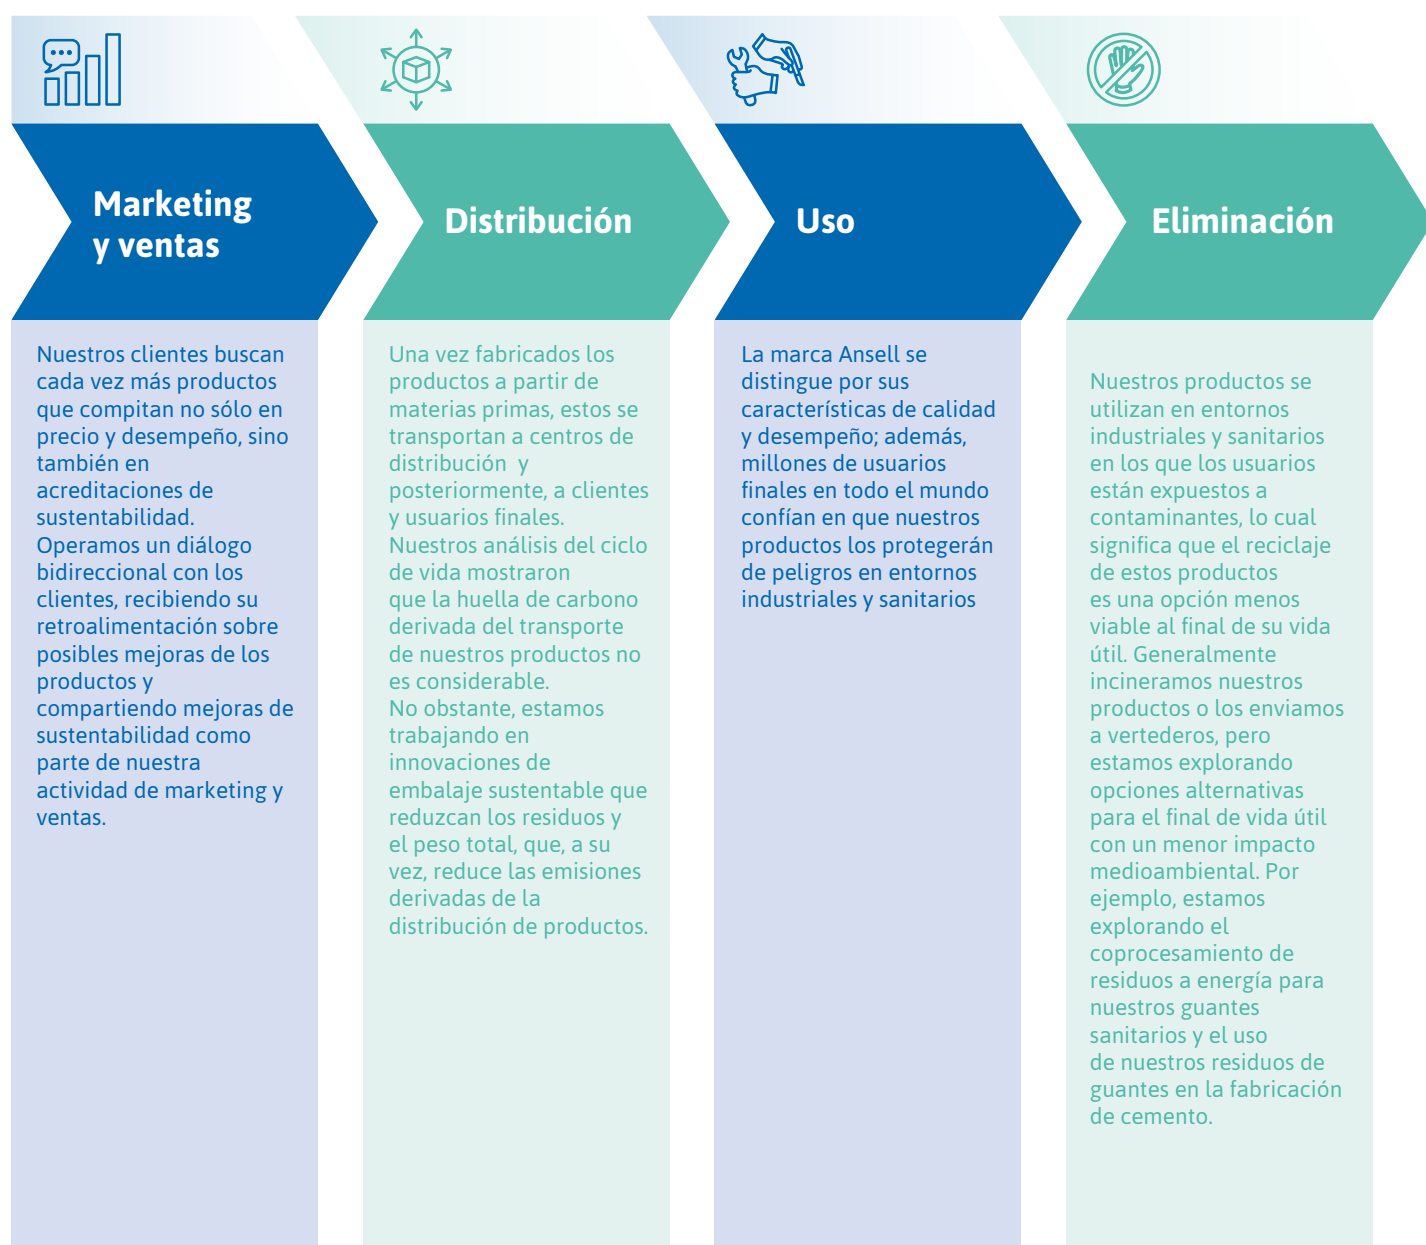 Marketing
y ventas
Nuestros clientes buscan
cada vez más productos
que compitan no sólo en
precio y desempeño, sino
también en
acreditaciones de
sustentabilidad.
Operamos un diálogo
bidireccional con los
clientes, recibiendo su
retroalimentación sobre
posibles mejoras de los
productos y
compartiendo mejoras de
sustentabilidad como
parte de nuestra
actividad de marketing y
ventas.
Distribución
Una vez fabricados los
productos a partir de
materias primas, estos se
transportan a centros de
distribución y
posteriormente, a clientes
y usuarios finales.
Nuestros análisis del ciclo
de vida mostraron
que la huella de carbono
derivada del transporte
de nuestros productos no
es considerable.
No obstante, estamos
trabajando en
innovaciones de
embalaje sustentable que
reduzcan los residuos y
el peso total, que, a su
vez, reduce las emisiones
derivadas de la
distribución de productos.
Uso
La marca Ansell se
distingue por sus
características de calidad
y desempeño; además,
millones de usuarios
finales en todo el mundo
confían en que nuestros
productos los protegerán
de peligros en entornos
industriales y sanitarios
Eliminación
Nuestros productos se
utilizan en entornos
industriales y sanitarios
en los que los usuarios
están expuestos a
contaminantes, lo cual
significa que el reciclaje
de estos productos
es una opción menos
viable al final de su vida
útil. Generalmente
incineramos nuestros
productos o los enviamos
a vertederos, pero
estamos explorando
opciones alternativas
para el final de vida útil
con un menor impacto
medioambiental. Por
ejemplo, estamos
explorando el
coprocesamiento de
residuos a energía para
nuestros guantes
sanitarios y el uso
de nuestros residuos de
guantes en la fabricación
de cemento.